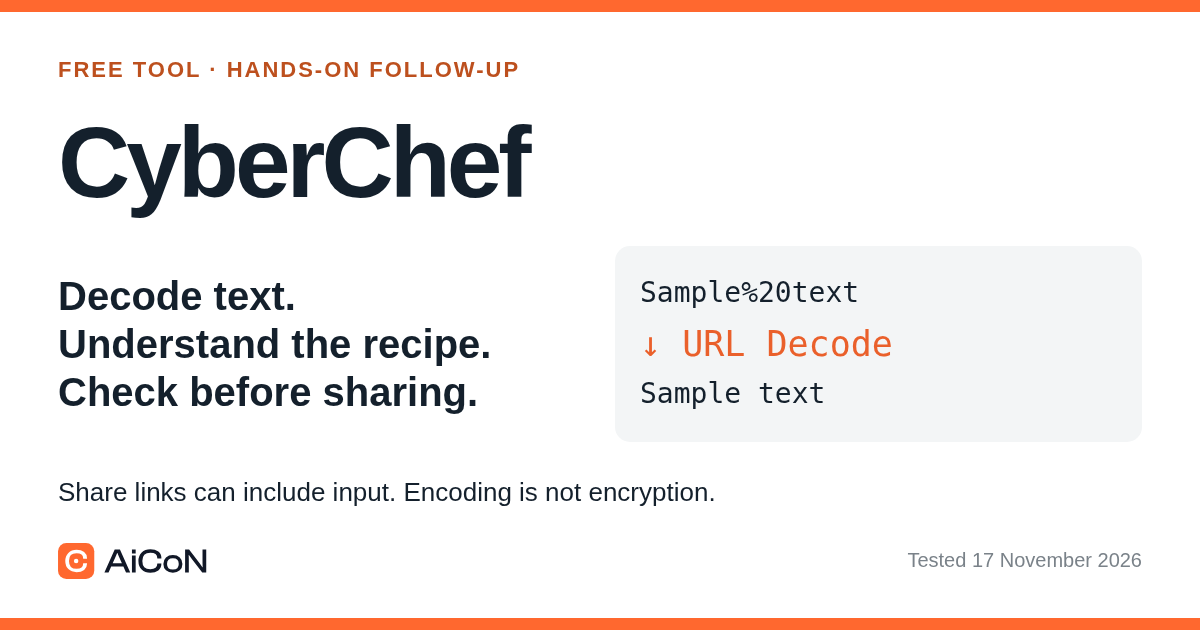 FREE TOOL · HANDS-ON FOLLOW-UP
CyberChef
Decode text.
Understand the recipe.
Check before sharing.
Sample%20text
↓ URL Decode
Sample text
Share links can include input. Encoding is not encryption.
AiCoN
Tested 17 November 2026